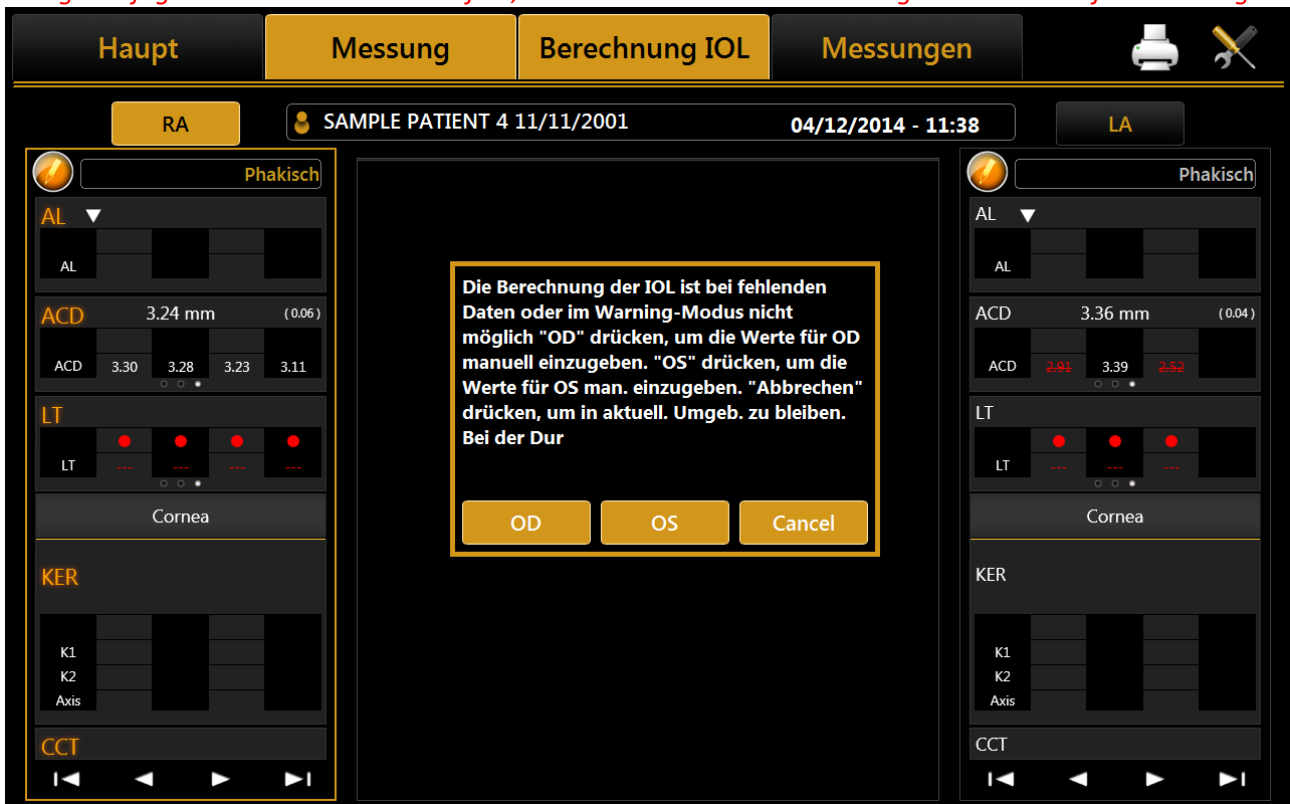 Haupt Messung Berechnung IOL Messungen
RA SAMPLE PATIENT 4 11/11/2001 04/12/2014 - 11:38 LA
Phakisch
AL
AL
ACD 3.24 mm (0.06)
ACD 3.30 3.28 3.23 3.11
LT
LT --- --- --- ---
Cornea
KER
K1
K2
Axis
CCT
Die Berechnung der IOL ist bei fehlenden
Daten oder im Warning-Modus nicht
möglich "OD" drücken, um die Werte für OD
manuell einzugeben. "OS" drücken, um die
Werte für OS man. einzugeben. "Abbrechen"
drücken, um in aktuell. Umgeb. zu bleiben.
Bei der Dur
OD OS Cancel
Phakisch
AL
AL
ACD 3.36 mm (0.04)
ACD 2.91 3.39 2.52
LT
LT --- --- ---
Cornea
KER
K1
K2
Axis
CCT